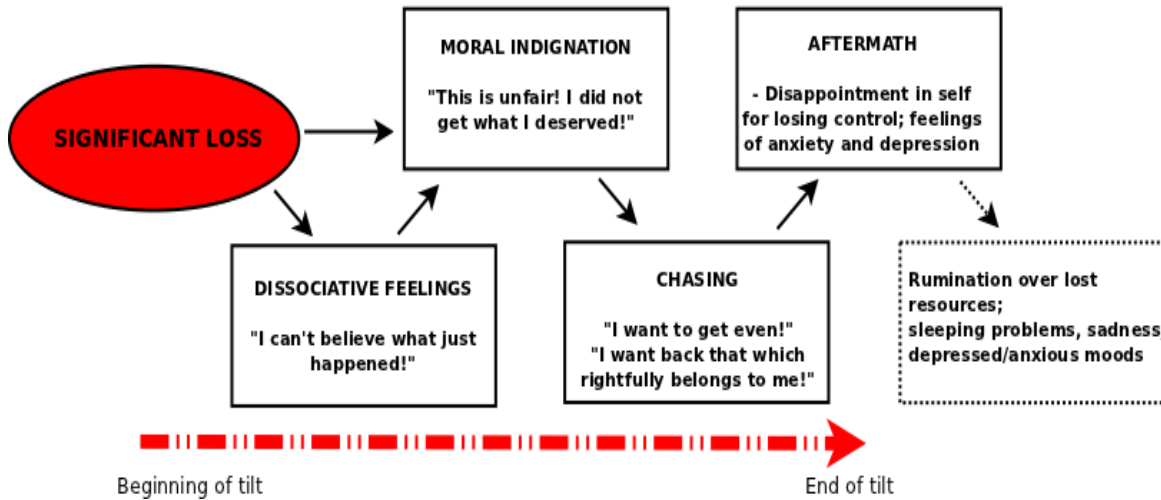 SIGNIFICANT LOSS
DISSOCIATIVE FEELINGS
"I can't believe what just
happened!"
MORAL INDIGNATION
"This is unfair! I did not
get what I deserved!"
CHASING
"I want to get even!"
"I want back that which
rightfully belongs to me!"
AFTERMATH
- Disappointment in self
for losing control; feelings
of anxiety and depression
Rumination over lost
resources;
sleeping problems, sadness,
depressed/anxious moods
Beginning of tilt
End of tilt